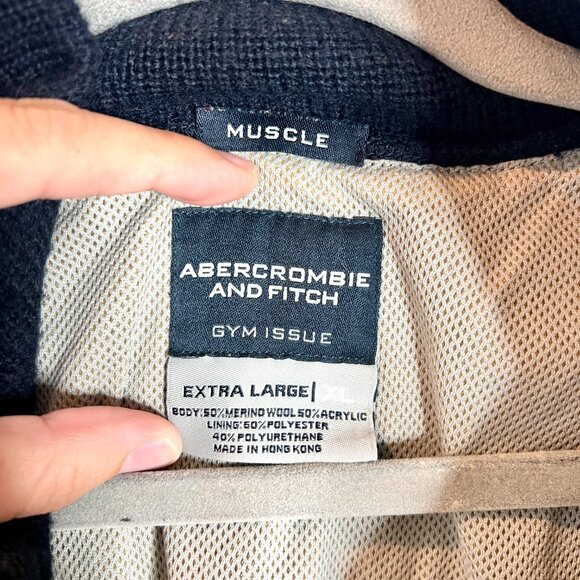 MUSCLE
ABERCROMBIE
AND FITCH
GYM ISSUE
EXTRA LARGE| XL
BODY: 50%MERINO WOOL 50%ACRYLIC
LINING: 60%POLYESTER
40%POLYURETHANE
MADE IN HONG KONG